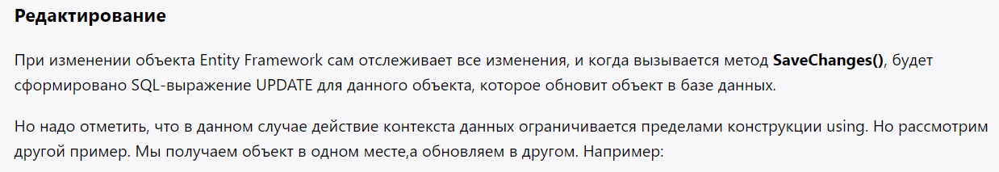 Редактирование
При изменении объекта Entity Framework сам отслеживает все изменения, и когда вызывается метод SaveChanges(), будет
сформировано SQL-выражение UPDATE для данного объекта, которое обновит объект в базе данных.
Но надо отметить, что в данном случае действие контекста данных ограничивается пределами конструкции using. Но рассмотрим
другой пример. Мы получаем объект в одном месте,а обновляем в другом. Например: